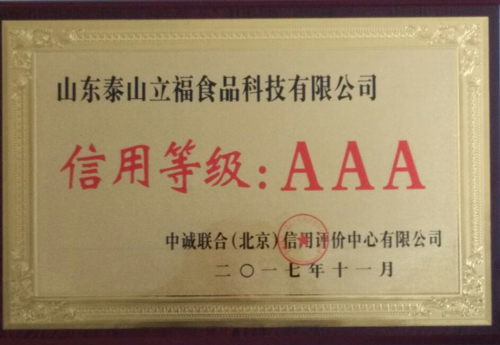 山东泰山立福食品科技有限公司
信用等级:AAA
中诚联合(北京)信用评价中心有限公司
二〇一七年十一月